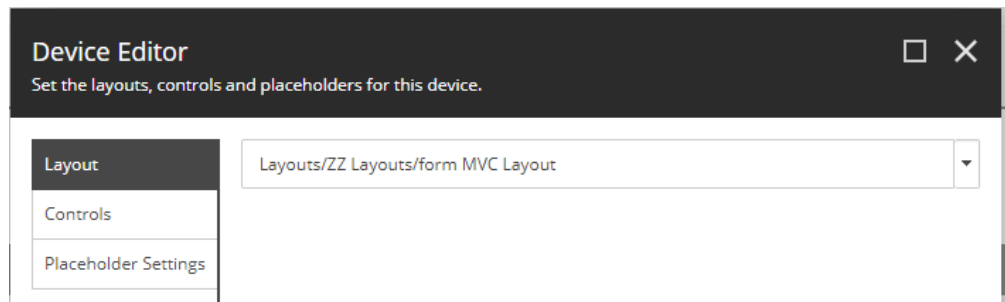 Device Editor
Set the layouts, controls and placeholders for this device.
Layout
Layouts/ZZ Layouts/form MVC Layout
Controls
Placeholder Settings